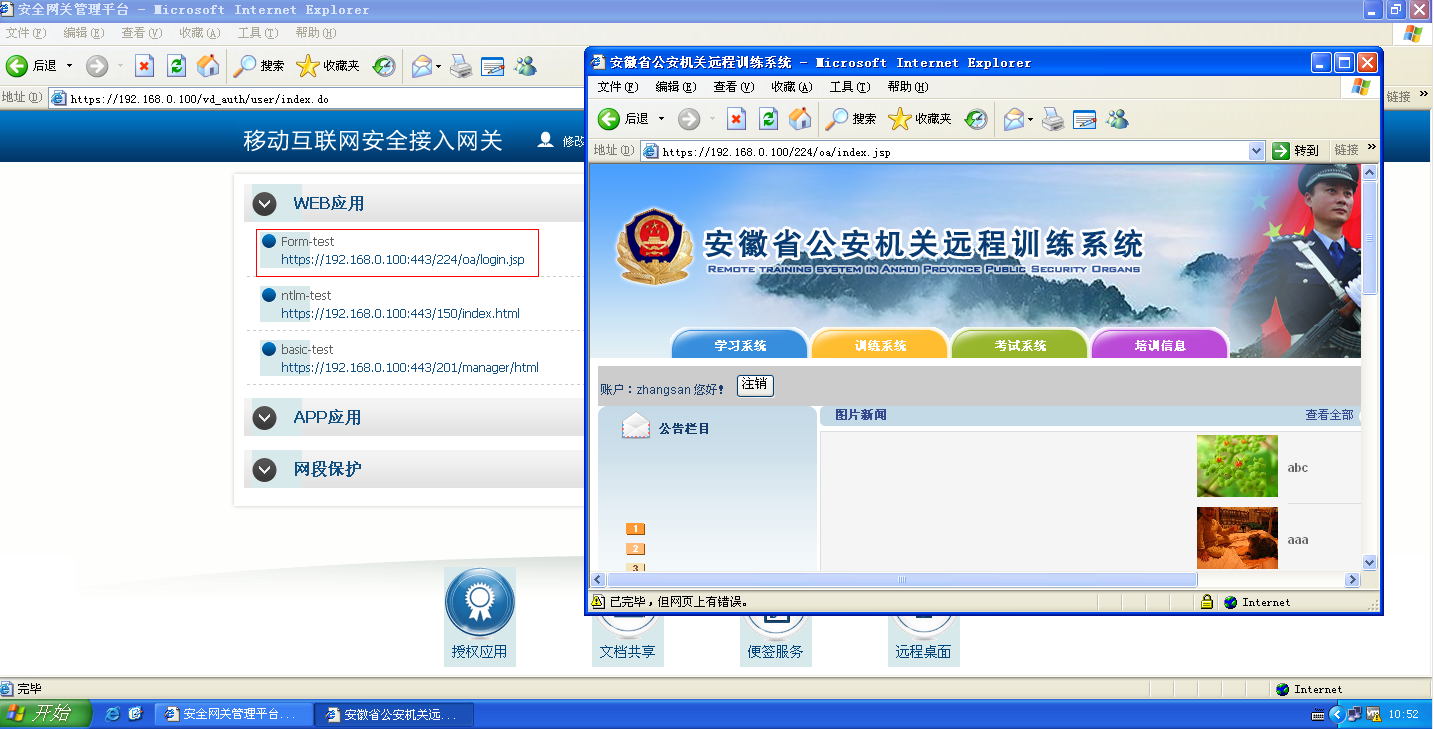 安全网关管理平台 - Microsoft Internet Explorer
文件(F) 编辑(E) 查看(V) 收藏(A) 工具(T) 帮助(H)
后退 搜索 收藏夹
地址(D) https://192.168.0.100/vd_auth/user/index.do
链接 »
移动互联网安全接入网关
修改
WEB应用
Form-test
https://192.168.0.100:443/224/oa/login.jsp
ntlm-test
https://192.168.0.100:443/150/index.html
basic-test
https://192.168.0.100:443/201/manager/html
APP应用
网段保护
授权应用 文档共享 便签服务 远程桌面
安徽省公安机关远程训练系统 - Microsoft Internet Explorer
文件(F) 编辑(E) 查看(V) 收藏(A) 工具(T) 帮助(H)
后退 搜索 收藏夹
地址(D) https://192.168.0.100/224/oa/index.jsp 转到 链接 »
安徽省公安机关远程训练系统
REMOTE TRAINING SYSTEM IN ANHUI PROVINCE PUBLIC SECURITY ORGANS
学习系统 训练系统 考试系统 培训信息
账户：zhangsan 您好！ 注销
公告栏目
图片新闻 查看全部
abc
aaa
1
2
3
已完毕，但网页上有错误。 Internet
完毕 Internet
开始 安全网关管理平台... 安徽省公安机关远... 10:52